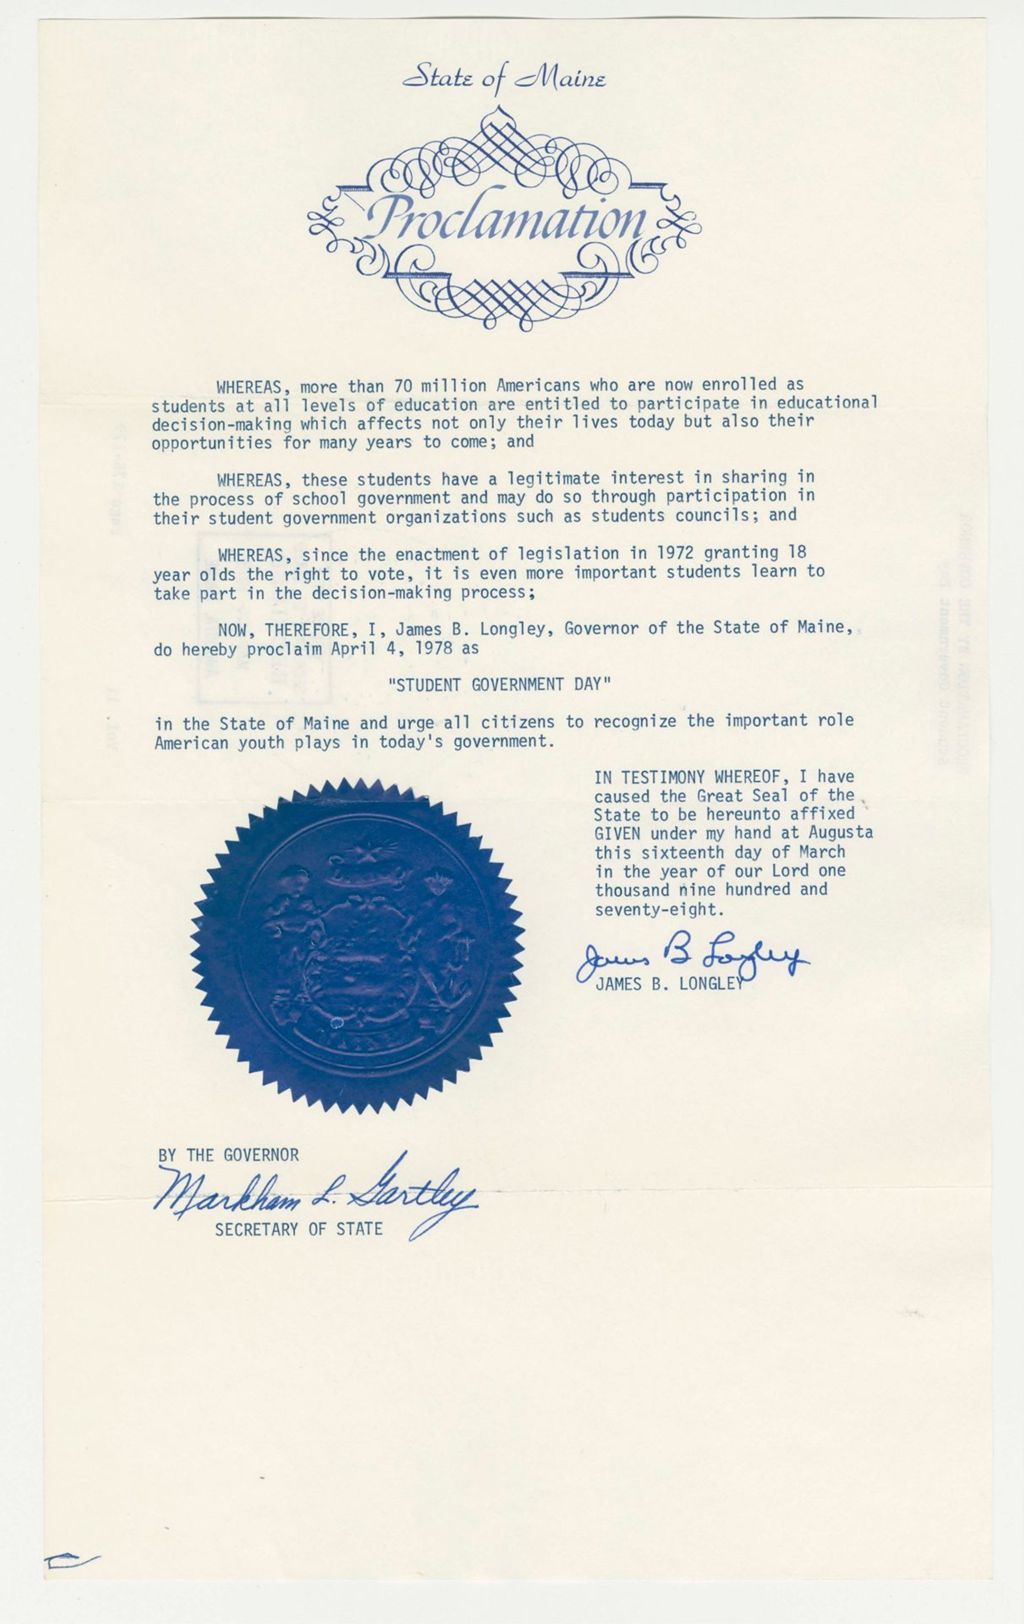 State of Maine
Proclamation
WHEREAS, more than 70 million Americans who are now enrolled as
students at all levels of education are entitled to participate in educational
decision-making which affects not only their lives today but also their
opportunities for many years to come; and
WHEREAS, these students have a legitimate interest in sharing in
the process of school government and may do so through participation in
their student government organizations such as students councils; and
WHEREAS, since the enactment of legislation in 1972 granting 18
year olds the right to vote, it is even more important students learn to
take part in the decision-making process;
NOW, THEREFORE, I, James B. Longley, Governor of the State of Maine,
do hereby proclaim April 4, 1978 as
"STUDENT GOVERNMENT DAY"
in the State of Maine and urge all citizens to recognize the important role
American youth plays in today's government.
IN TESTIMONY WHEREOF, I have
caused the Great Seal of the
State to be hereunto affixed
GIVEN under my hand at Augusta
this sixteenth day of March
in the year of our Lord one
thousand nine hundred and
seventy-eight.
James B Longley
JAMES B. LONGLEY
MAINE
BY THE GOVERNOR
Markham L. Gartley
SECRETARY OF STATE